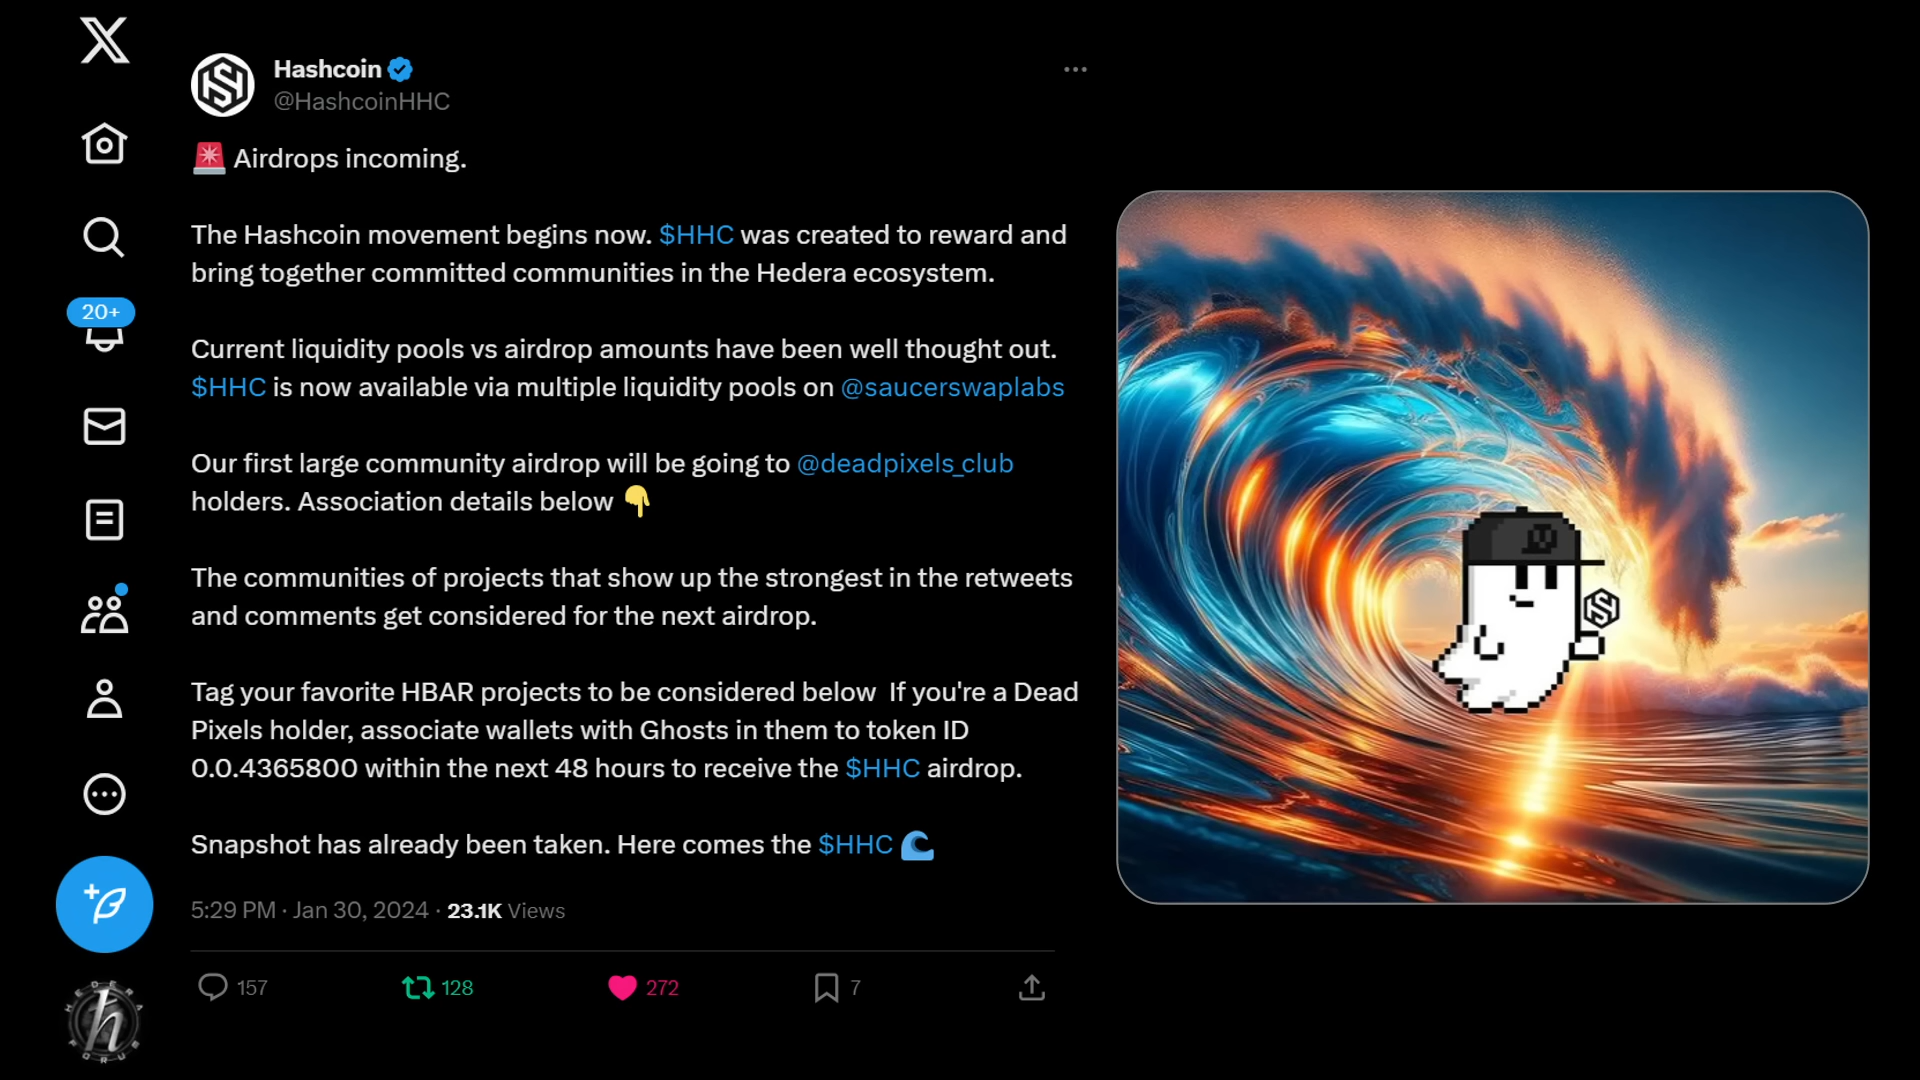 Hashcoin
@HashcoinHHC
🚨 Airdrops incoming.
The Hashcoin movement begins now. $HHC was created to reward and
bring together committed communities in the Hedera ecosystem.
20+
Current liquidity pools vs airdrop amounts have been well thought out.
$HHC is now available via multiple liquidity pools on @saucerswaplabs
Our first large community airdrop will be going to @deadpixels_club
holders. Association details below 👇
The communities of projects that show up the strongest in the retweets
and comments get considered for the next airdrop.
Tag your favorite HBAR projects to be considered below  If you're a Dead
Pixels holder, associate wallets with Ghosts in them to token ID
0.0.4365800 within the next 48 hours to receive the $HHC airdrop.
Snapshot has already been taken. Here comes the $HHC 🌊
5:29 PM · Jan 30, 2024 · 23.1K Views
157 128 272 7
HEDERA
h
FORUE